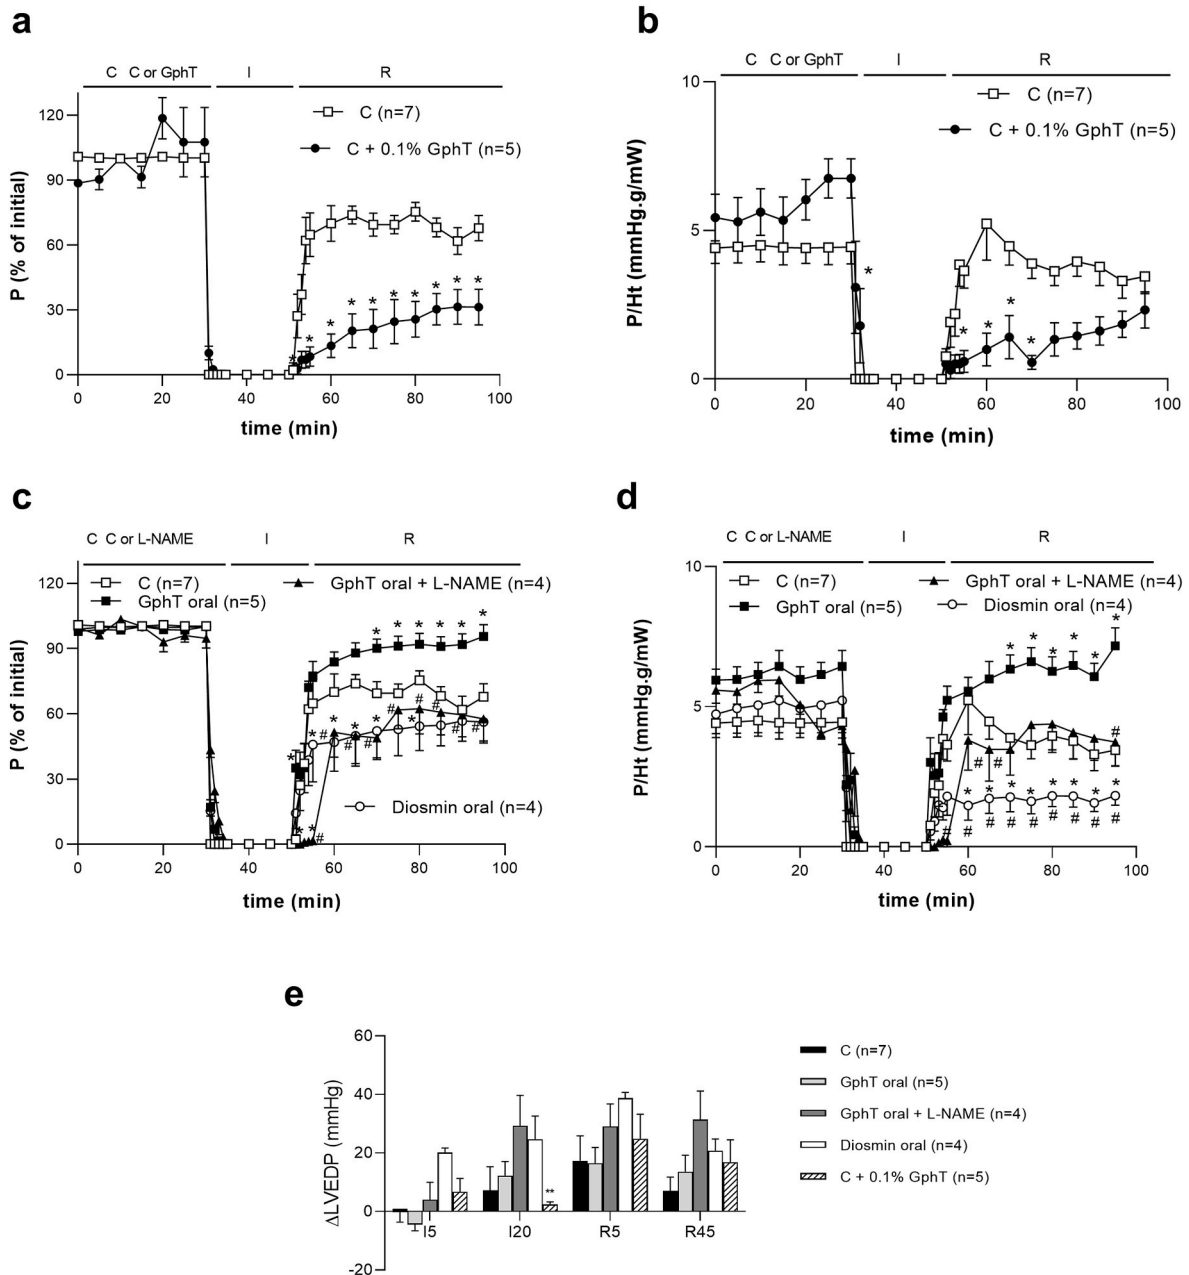 a
C C or GphT I R
C (n=7)
C + 0.1% GphT (n=5)
P (% of initial)
120
90
60
30
0
0 20 40 60 80 100
* * * * * * * * * *
time (min)
b
C C or GphT I R
C (n=7)
C + 0.1% GphT (n=5)
P/Ht (mmHg.g/mW)
10
5
0
0 20 40 60 80 100
* * * * *
time (min)
c
C C or L-NAME I R
C (n=7)
GphT oral (n=5)
GphT oral + L-NAME (n=4)
Diosmin oral (n=4)
P (% of initial)
120
90
60
30
0
0 20 40 60 80 100
time (min)
d
C C or L-NAME I R
C (n=7)
GphT oral (n=5)
GphT oral + L-NAME (n=4)
Diosmin oral (n=4)
P/Ht (mmHg.g/mW)
10
5
0
0 20 40 60 80 100
time (min)
e
ΔLVEDP (mmHg)
60
40
20
0
-20
I5 I20 R5 R45
**
C (n=7)
GphT oral (n=5)
GphT oral + L-NAME (n=4)
Diosmin oral (n=4)
C + 0.1% GphT (n=5)